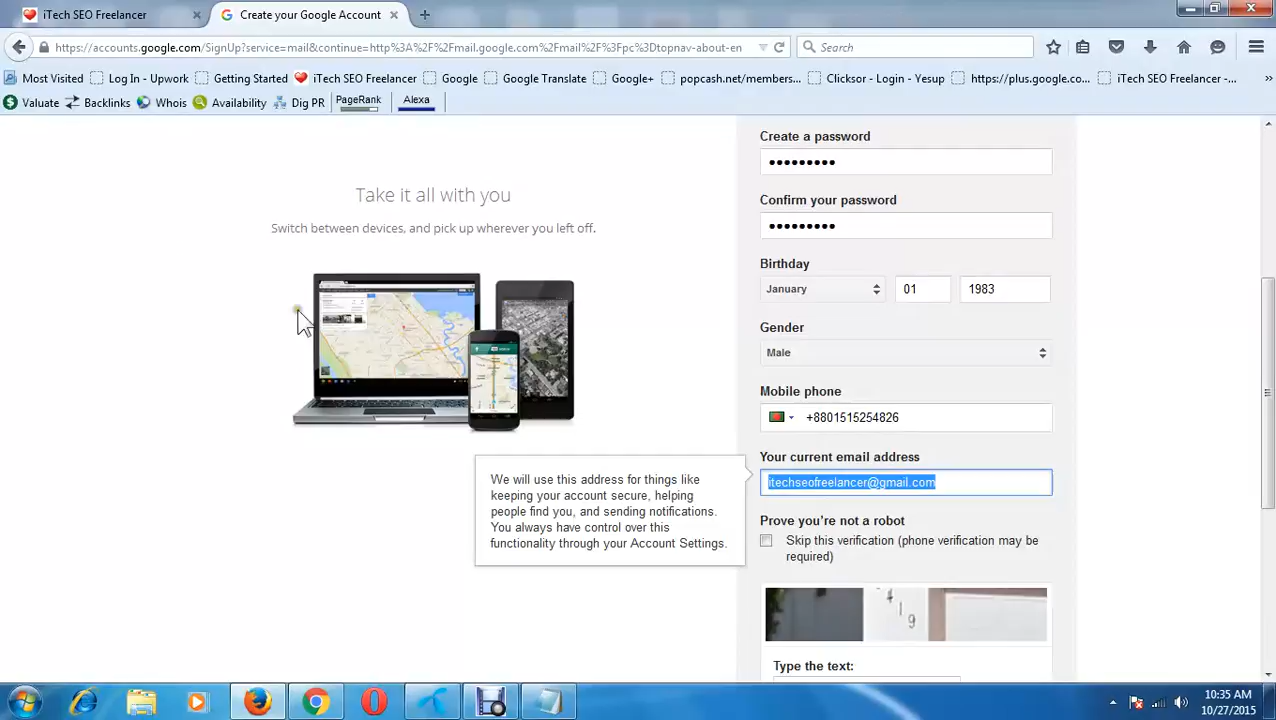 iTech SEO Freelancer
Create your Google Account
https://accounts.google.com/SignUp?service=mail&continue=http%3A%2F%2Fmail.google.com%2Fmail%2F%3Fpc%3Dtopnav-about-en
Search
Most Visited
Log In - Upwork
Getting Started
iTech SEO Freelancer
Google
Google Translate
Google+
popcash.net/members...
Clicksor - Login - Yesup
https://plus.google.co...
iTech SEO Freelancer -...
Valuate
Backlinks
Whois
Availability
Dig PR
PageRank
Alexa
Create a password
Take it all with you
Confirm your password
Switch between devices, and pick up wherever you left off.
Birthday
January
01
1983
Gender
Male
Mobile phone
+8801515254826
Your current email address
We will use this address for things like
keeping your account secure, helping
people find you, and sending notifications.
You always have control over this
functionality through your Account Settings.
itechseofreelancer@gmail.com
Prove you're not a robot
Skip this verification (phone verification may be
required)
419
Type the text:
10:35 AM
10/27/2015